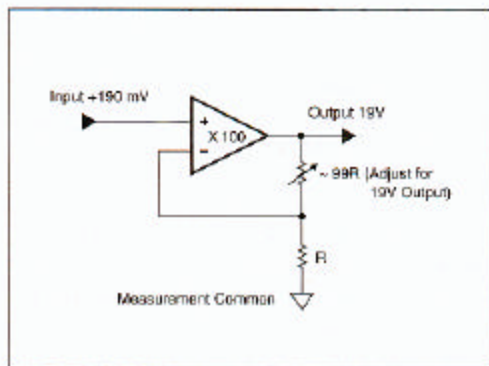 Input +190 mV
Output 19V
+
X 100
−
~ 99R (Adjust for
19V Output)
R
Measurement Common